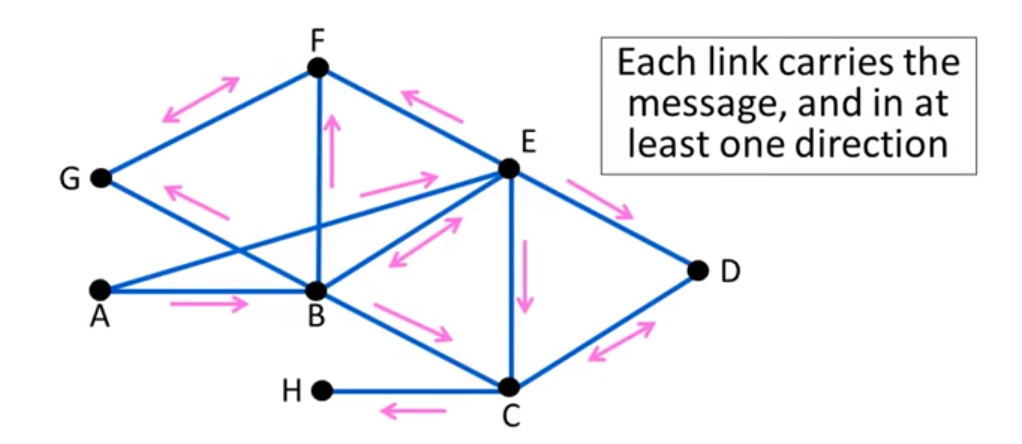 F
Each link carries the
message, and in at
least one direction
E
G
D
A
B
H
C